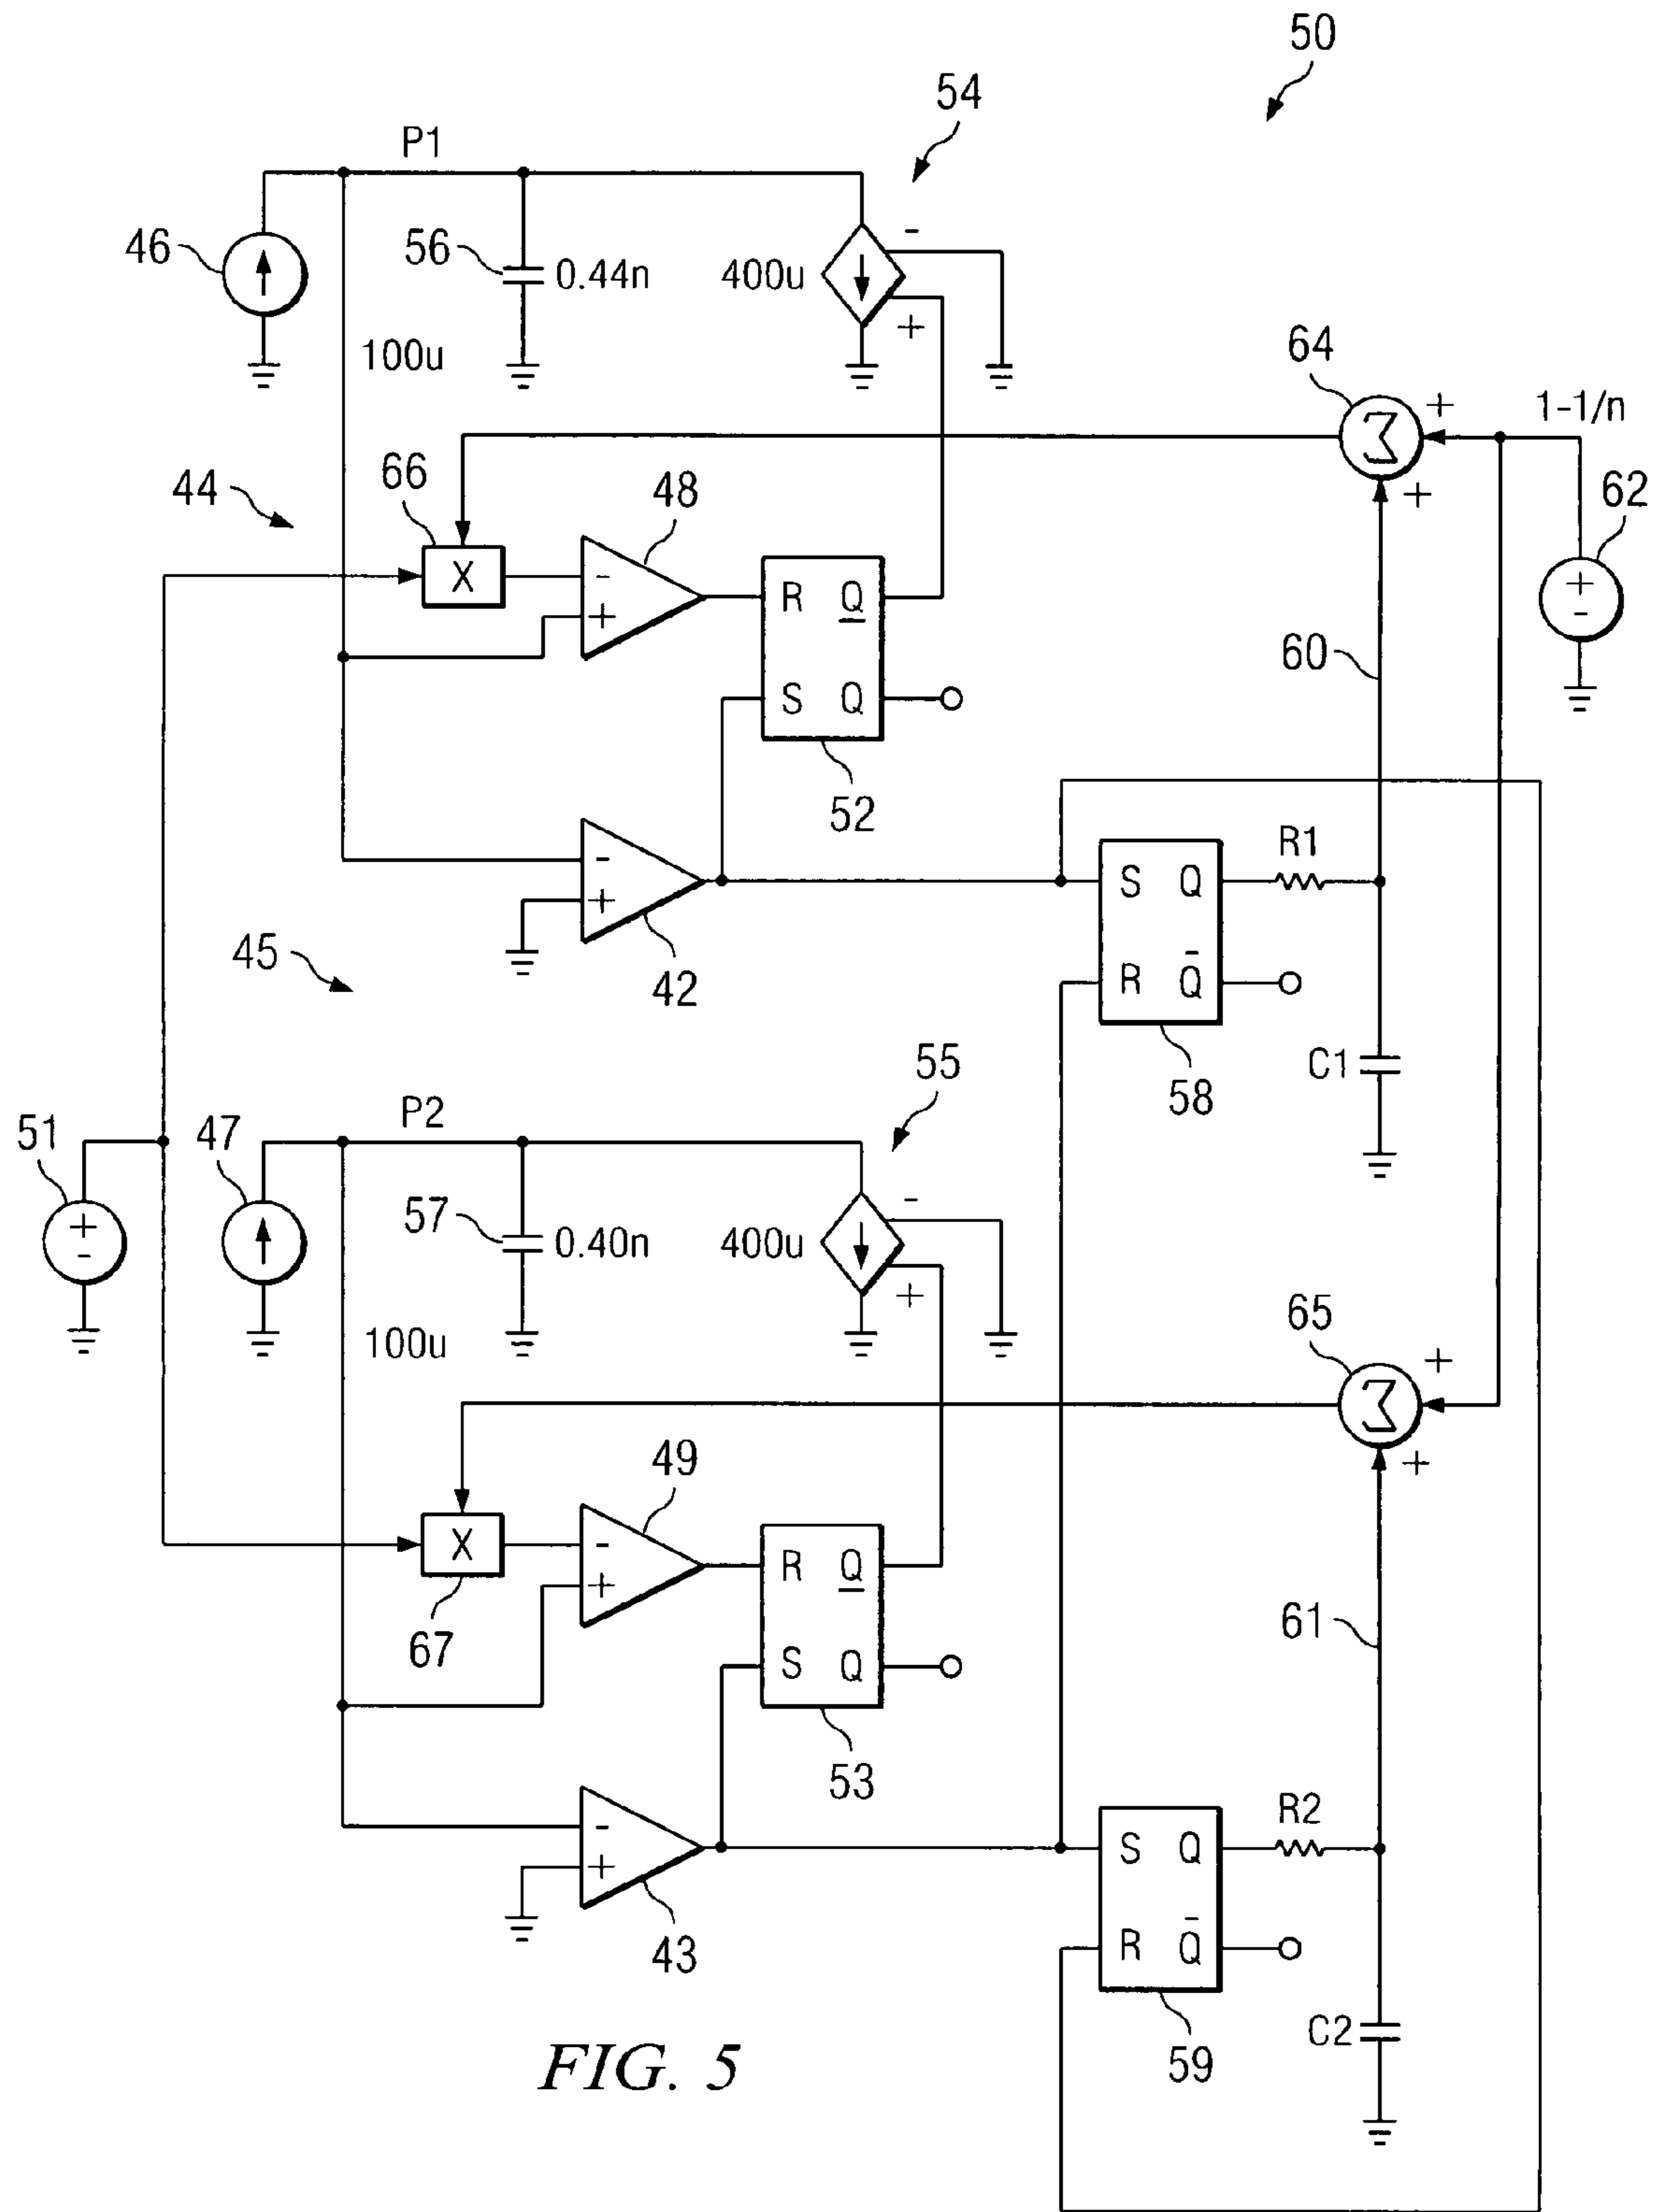 50
54
P1
46
56
0.44n
400u
-
+
100u
64
+
1-1/n
+
44
66
48
62
X
-
+
R Q
S Q
+
-
60
52
R1
-
+
S Q
R Q̄
45
42
58
C1
55
51
47
P2
+
-
57
0.40n
400u
-
+
100u
65
+
+
49
X
-
+
R Q
S Q
67
61
53
R2
-
+
S Q
R Q̄
43
59
C2
Σ
Σ
FIG. 5